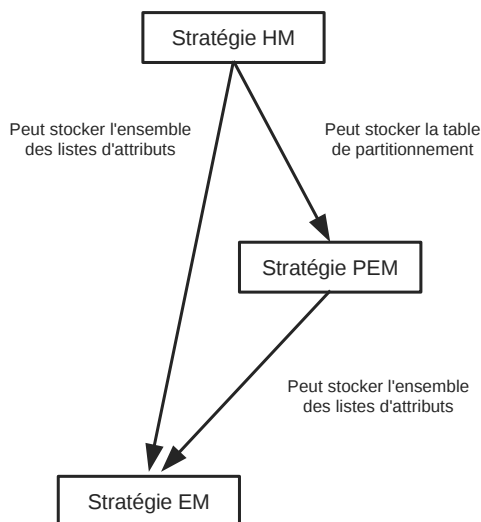 Stratégie HM
Peut stocker l'ensemble
des listes d'attributs
Peut stocker la table
de partitionnement
Stratégie PEM
Peut stocker l'ensemble
des listes d'attributs
Stratégie EM